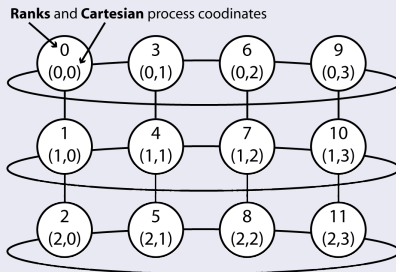 Ranks and Cartesian process coodinates
0 3 6 9
(0,0) (0,1) (0,2) (0,3)
1 4 7 10
(1,0) (1,1) (1,2) (1,3)
2 5 8 11
(2,0) (2,1) (2,2) (2,3)